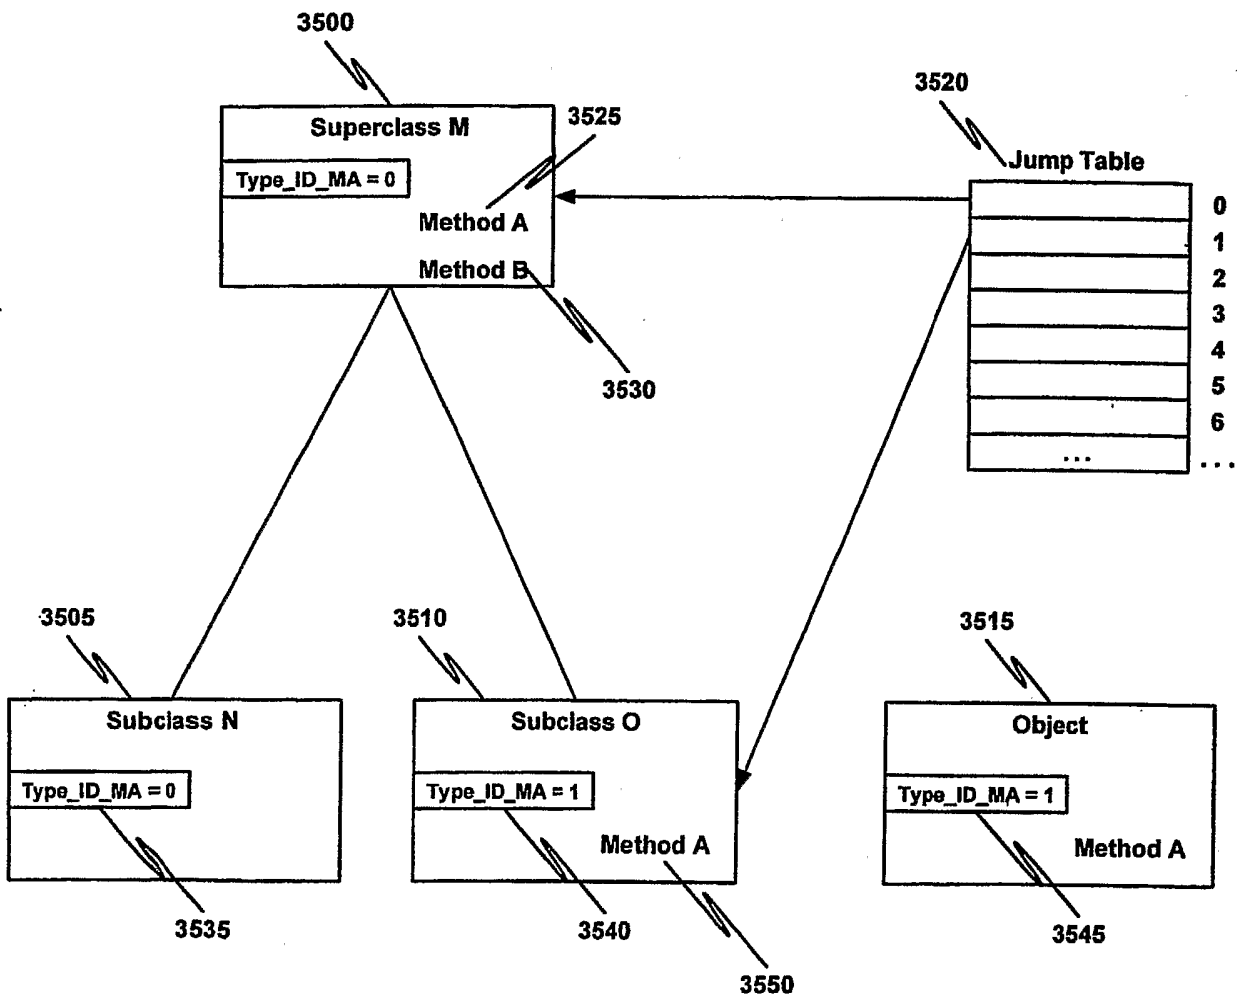 3500
3520
Superclass M
3525
Jump Table
Type_ID_MA = 0
Method A
Method B
0
1
2
3
4
5
6
...
...
3530
3505
3510
3515
Subclass N
Subclass O
Object
Type_ID_MA = 0
Type_ID_MA = 1
Type_ID_MA = 1
Method A
Method A
3535
3540
3545
3550